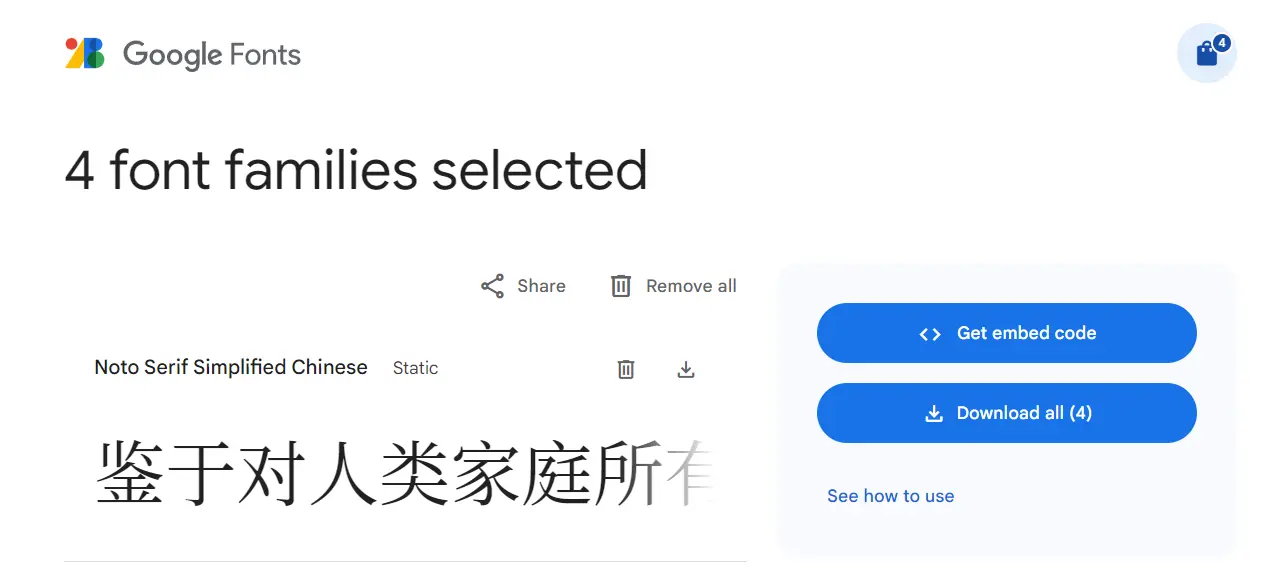 Google Fonts
4
4 font families selected
Share
Remove all
Noto Serif Simplified Chinese
Static
鉴于对人类家庭所有
<> Get embed code
Download all (4)
See how to use